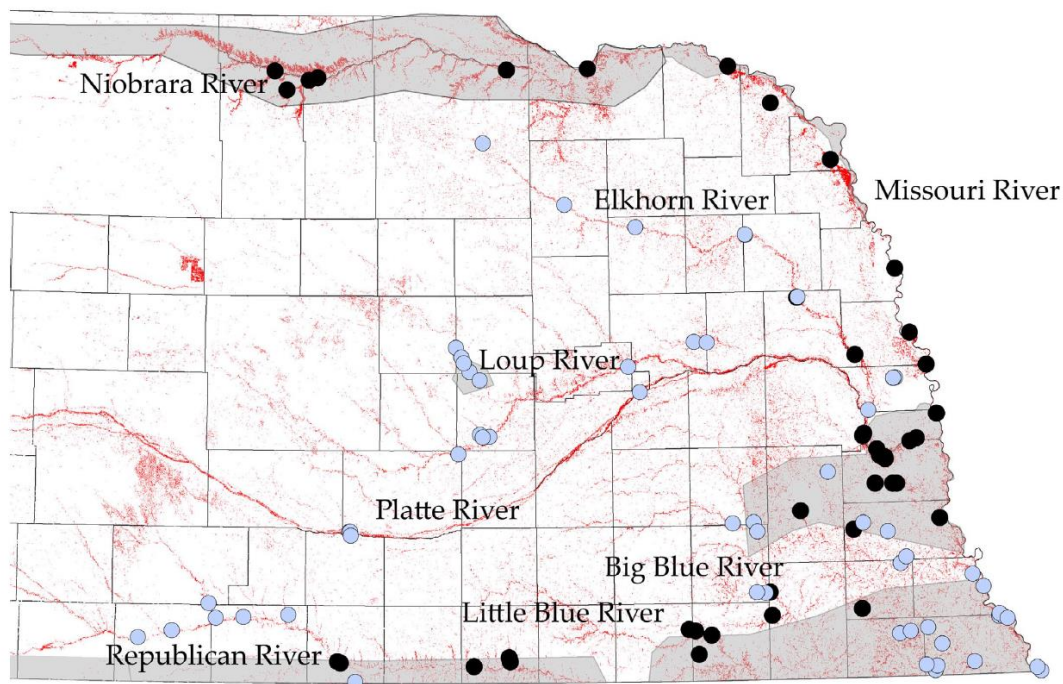 Niobrara River
Elkhorn River
Missouri River
Loup River
Platte River
Big Blue River
Little Blue River
Republican River